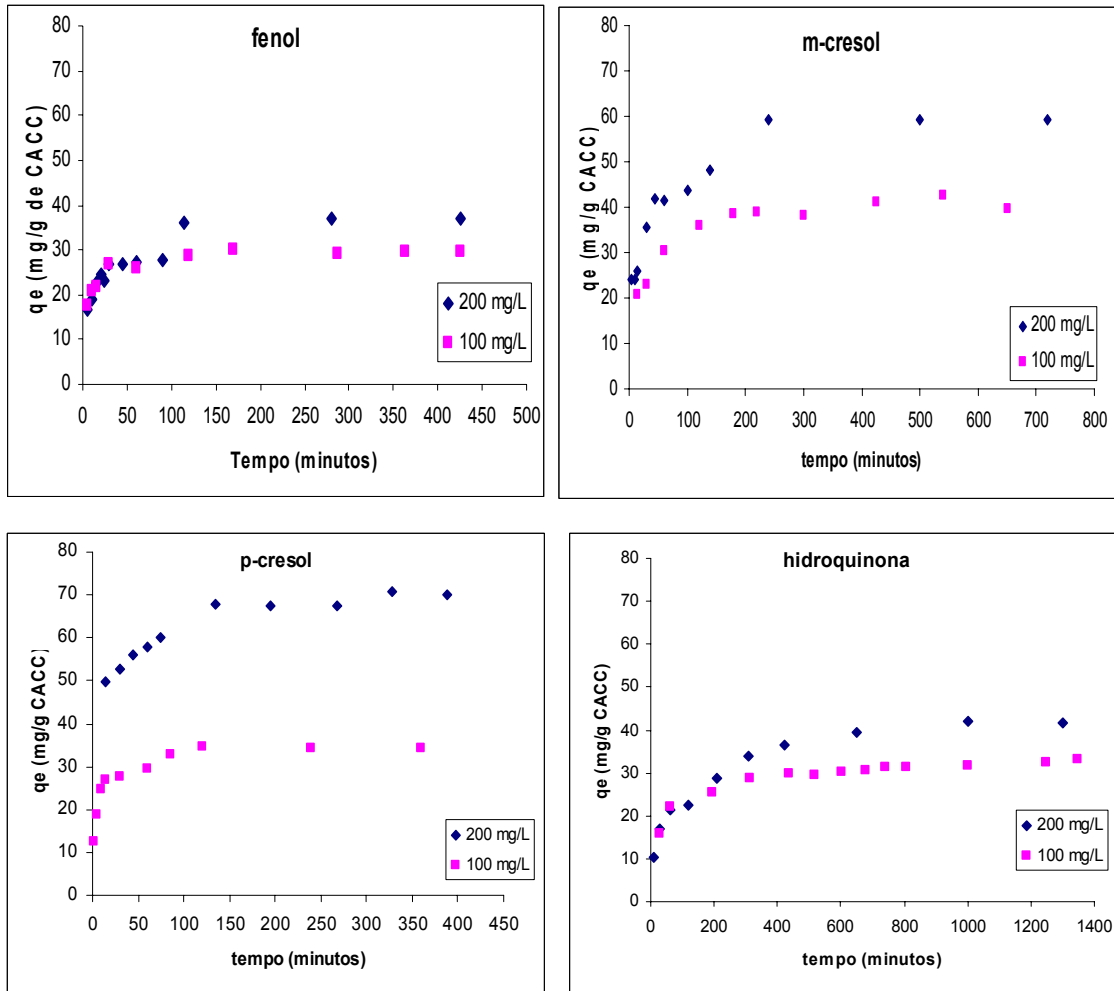 fenol
qe (mg/g de CACC)
80
70
60
50
40
30
20
10
0
0 50 100 150 200 250 300 350 400 450 500
Tempo (minutos)
200 mg/L
100 mg/L
m-cresol
qe (mg/g CACC)
80
70
60
50
40
30
20
10
0
0 100 200 300 400 500 600 700 800
tempo (minutos)
200 mg/L
100 mg/L
p-cresol
qe (mg/g CACC)
80
70
60
50
40
30
20
10
0
0 50 100 150 200 250 300 350 400 450
tempo (minutos)
200 mg/L
100 mg/L
hidroquinona
qe (mg/g CACC)
80
70
60
50
40
30
20
10
0
0 200 400 600 800 1000 1200 1400
tempo (minutos)
200 mg/L
100 mg/L